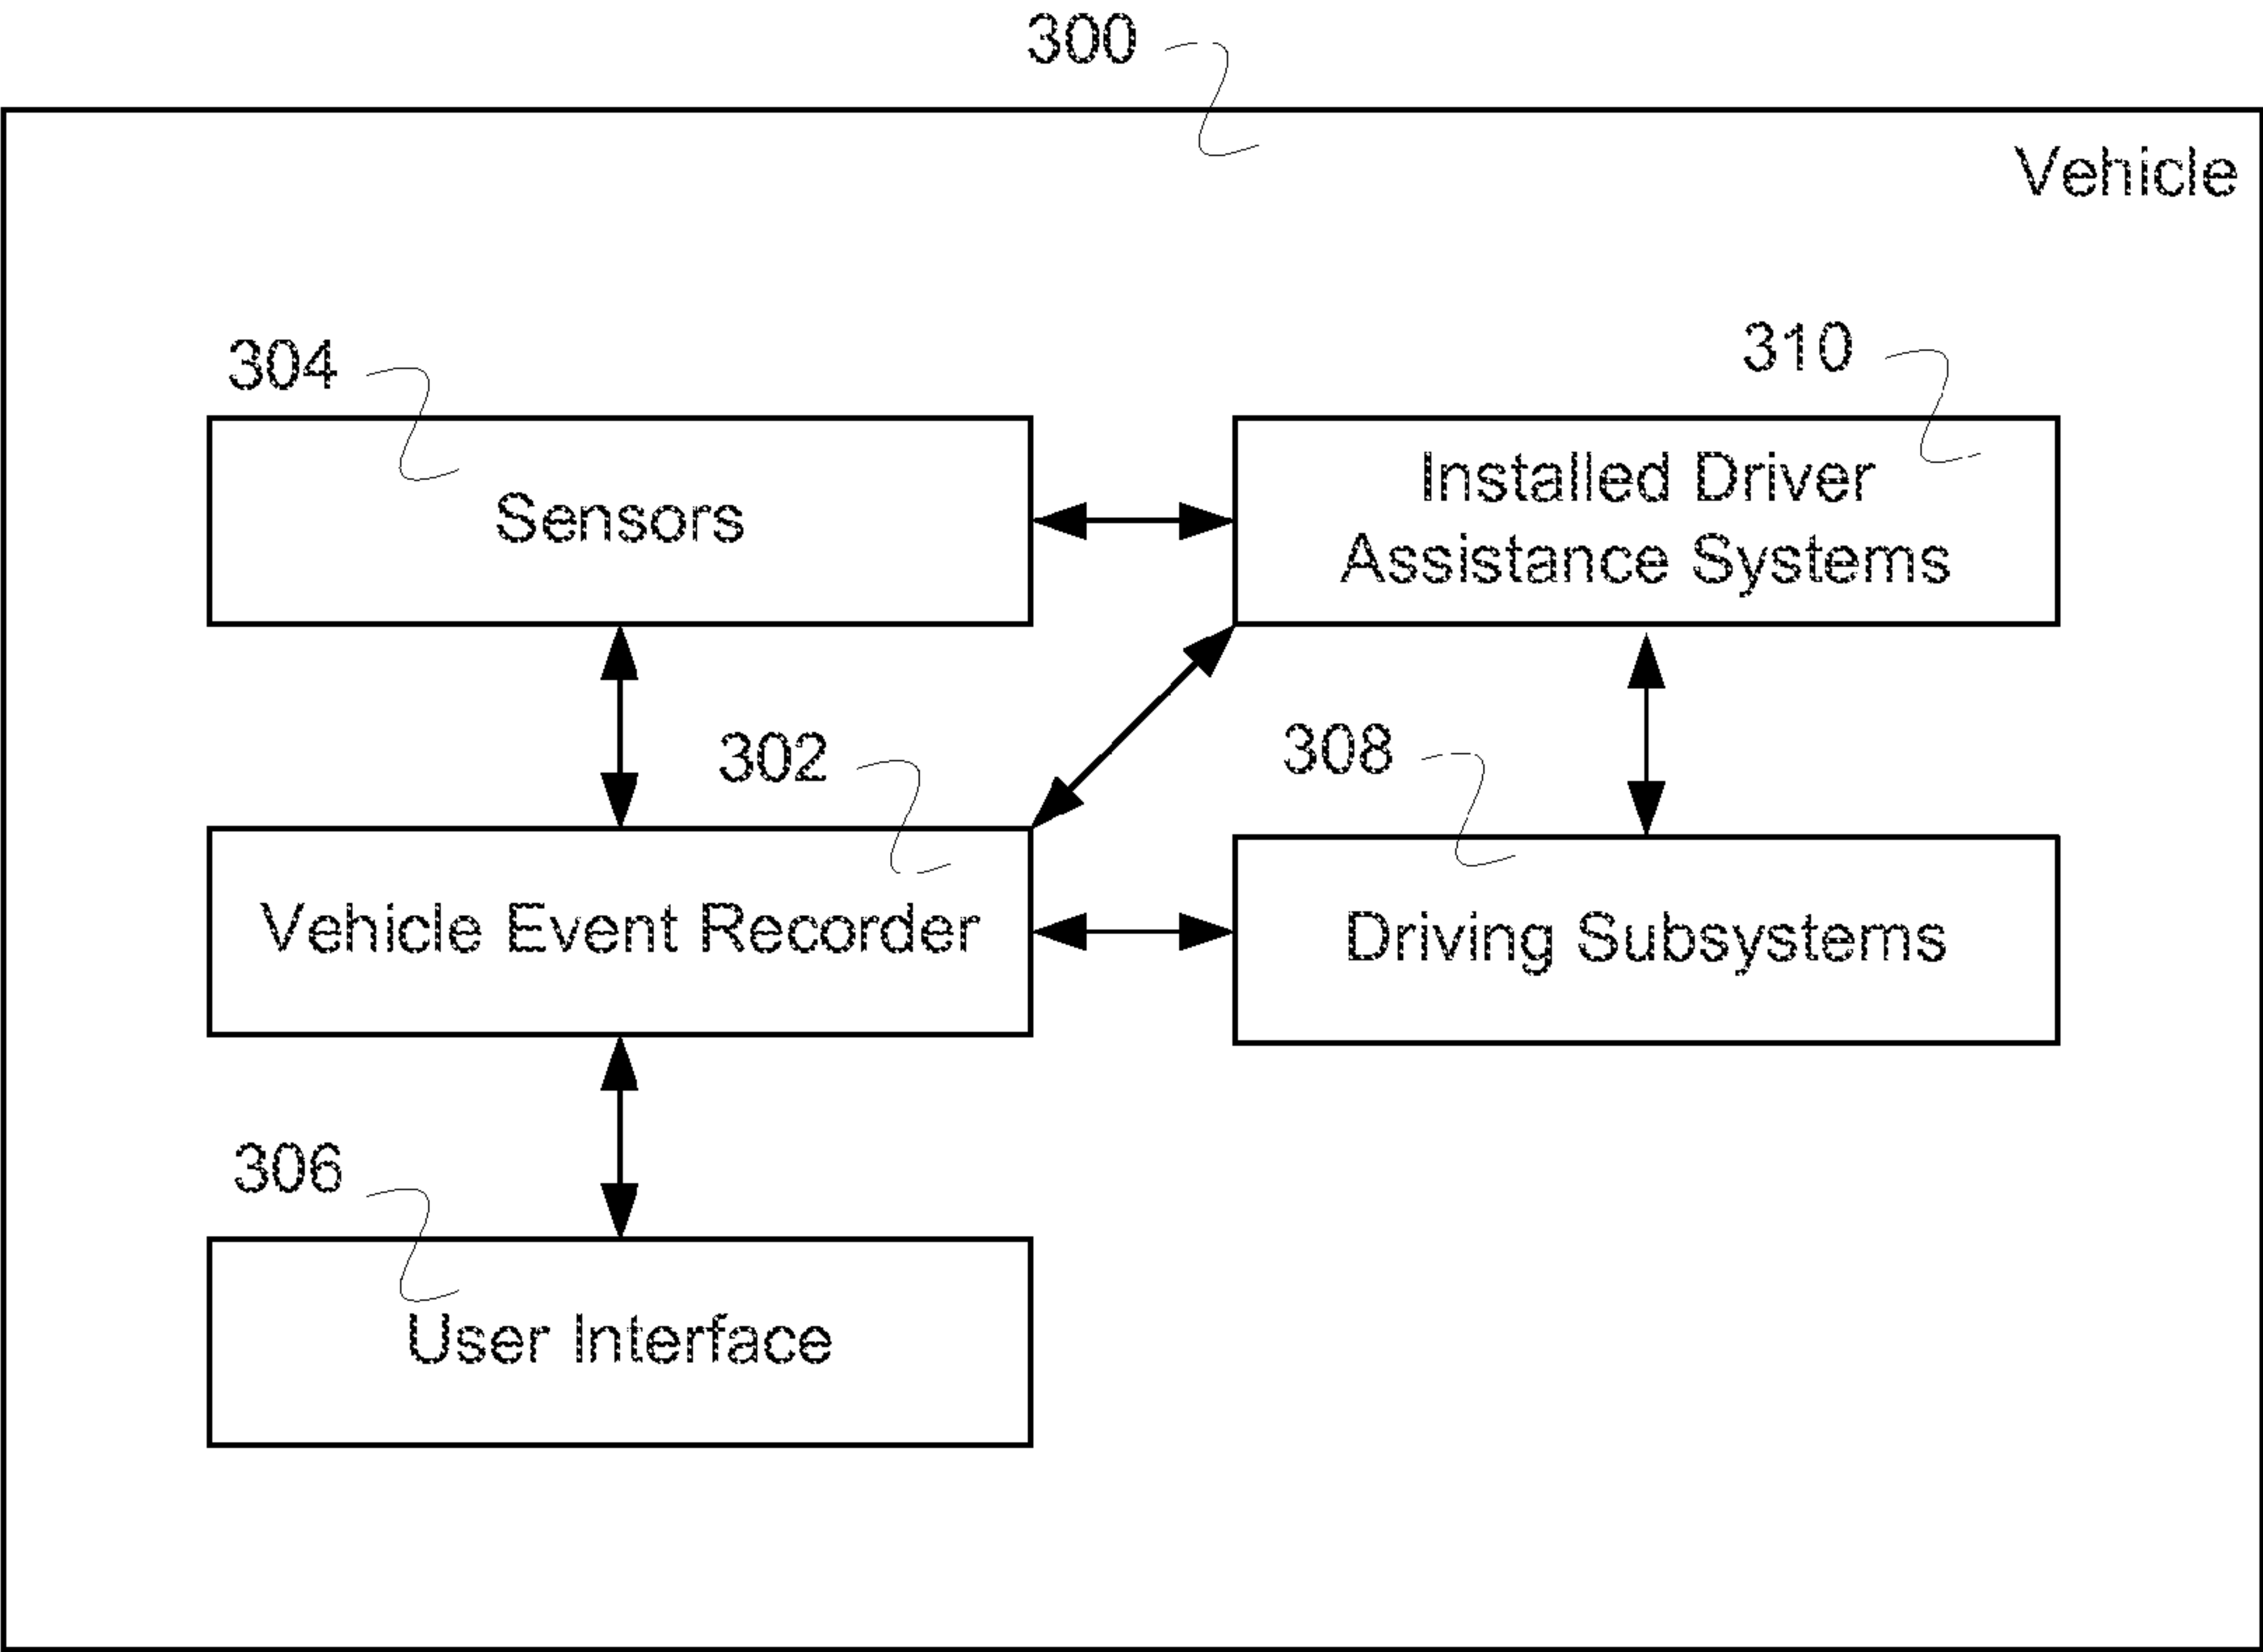 300
Vehicle
304
310
Sensors
Installed Driver
Assistance Systems
302
308
Vehicle Event Recorder
Driving Subsystems
306
User Interface